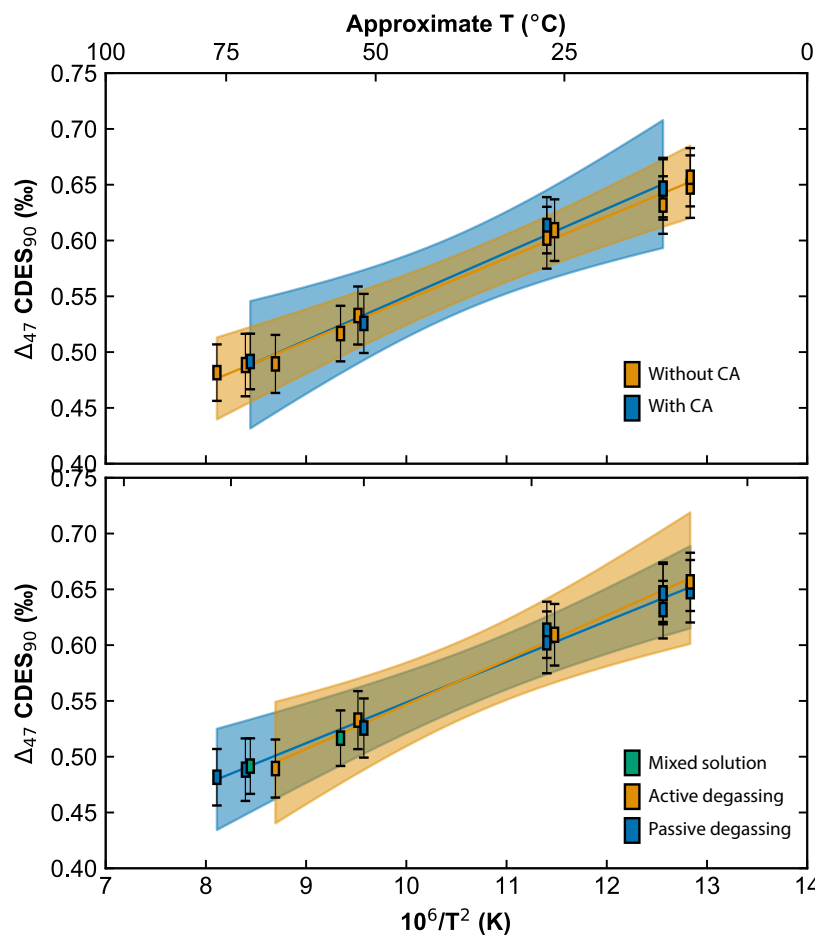 Approximate T (°C)
100 75 50 25 0
0.75
0.70
0.65
0.60
0.55
0.50
0.45
0.40
Δ47 CDES90 (‰)
Without CA
With CA
0.75
0.70
0.65
0.60
0.55
0.50
0.45
0.40
Δ47 CDES90 (‰)
Mixed solution
Active degassing
Passive degassing
7 8 9 10 11 12 13 14
10^6/T^2 (K)